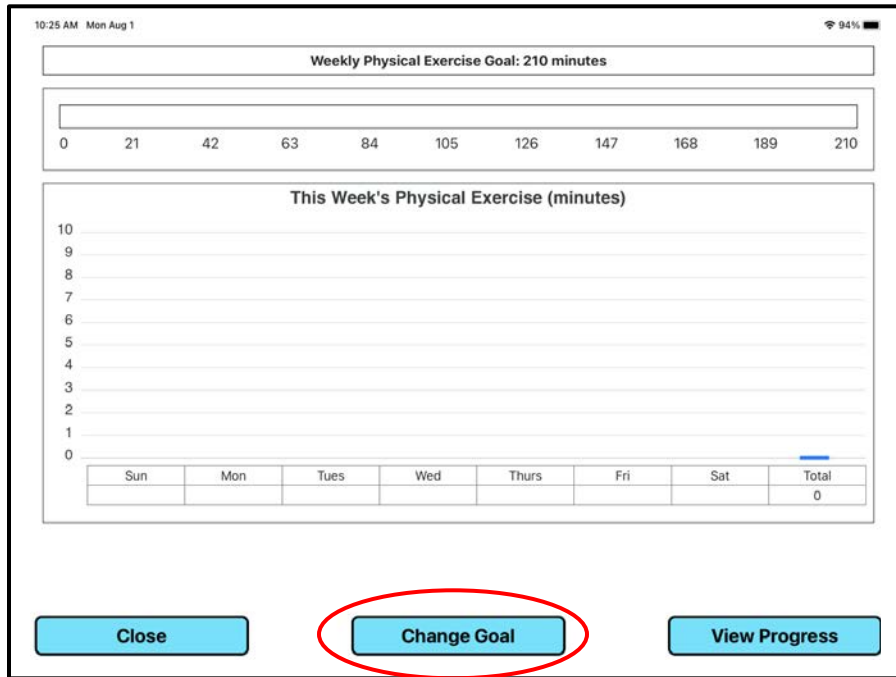 10:25 AM Mon Aug 1 94%
Weekly Physical Exercise Goal: 210 minutes
0 21 42 63 84 105 126 147 168 189 210
This Week's Physical Exercise (minutes)
10
9
8
7
6
5
4
3
2
1
0
Sun Mon Tues Wed Thurs Fri Sat Total
0
Close Change Goal View Progress